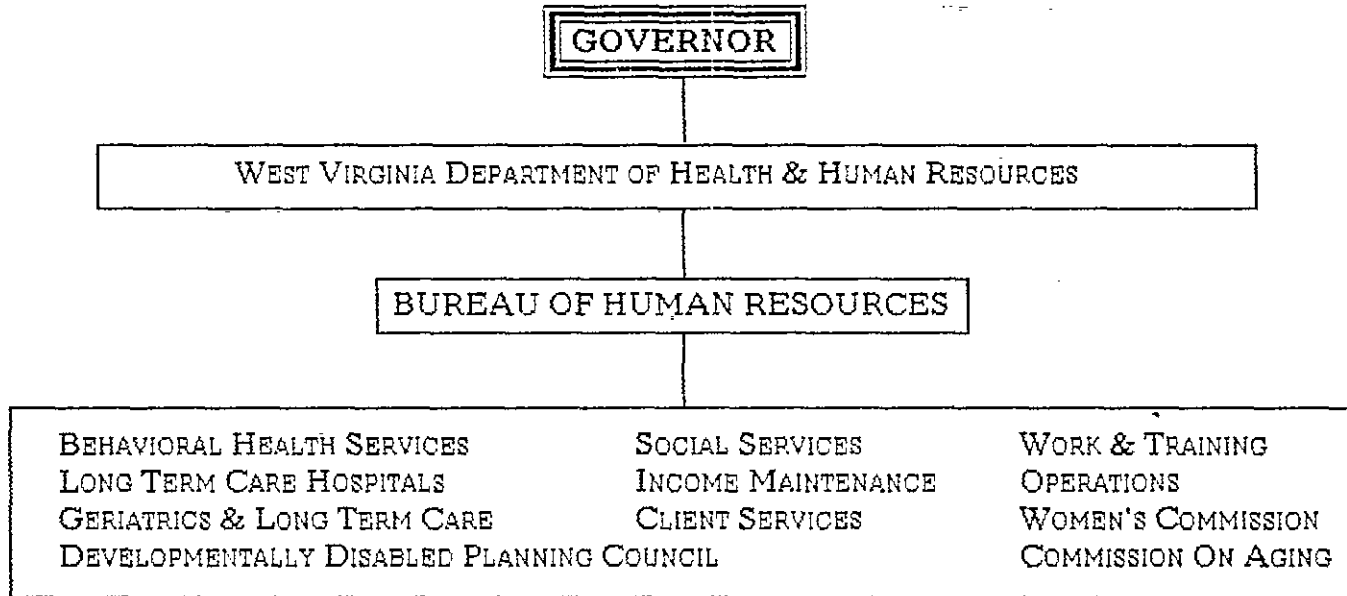 GOVERNOR
WEST VIRGINIA DEPARTMENT OF HEALTH & HUMAN RESOURCES
BUREAU OF HUMAN RESOURCES
BEHAVIORAL HEALTH SERVICES SOCIAL SERVICES WORK & TRAINING
LONG TERM CARE HOSPITALS INCOME MAINTENANCE OPERATIONS
GERIATRICS & LONG TERM CARE CLIENT SERVICES WOMEN'S COMMISSION
DEVELOPMENTALLY DISABLED PLANNING COUNCIL COMMISSION ON AGING